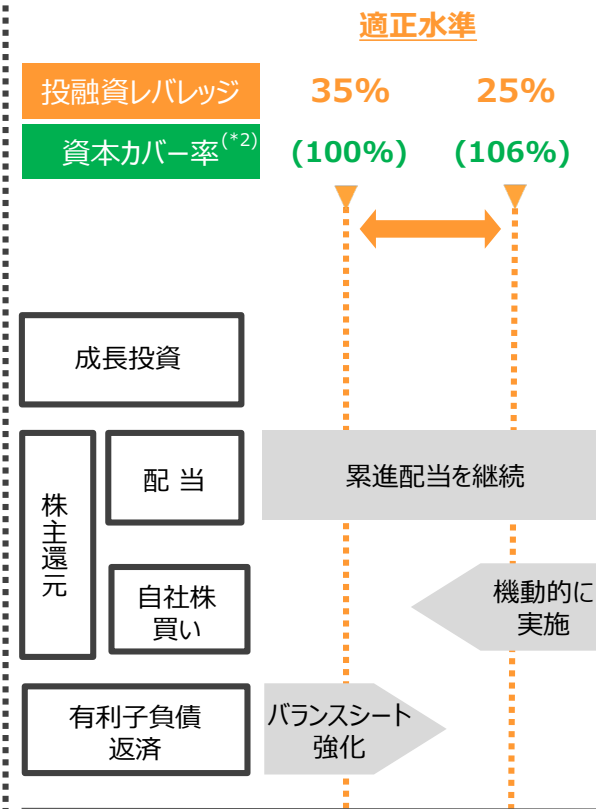 適正水準
投融資レバレッジ 35% 25%
資本カバー率(*2) (100%) (106%)
成長投資
株主還元
配 当
累進配当を継続
自社株
買い
機動的に
実施
有利子負債
返済
バランスシート
強化